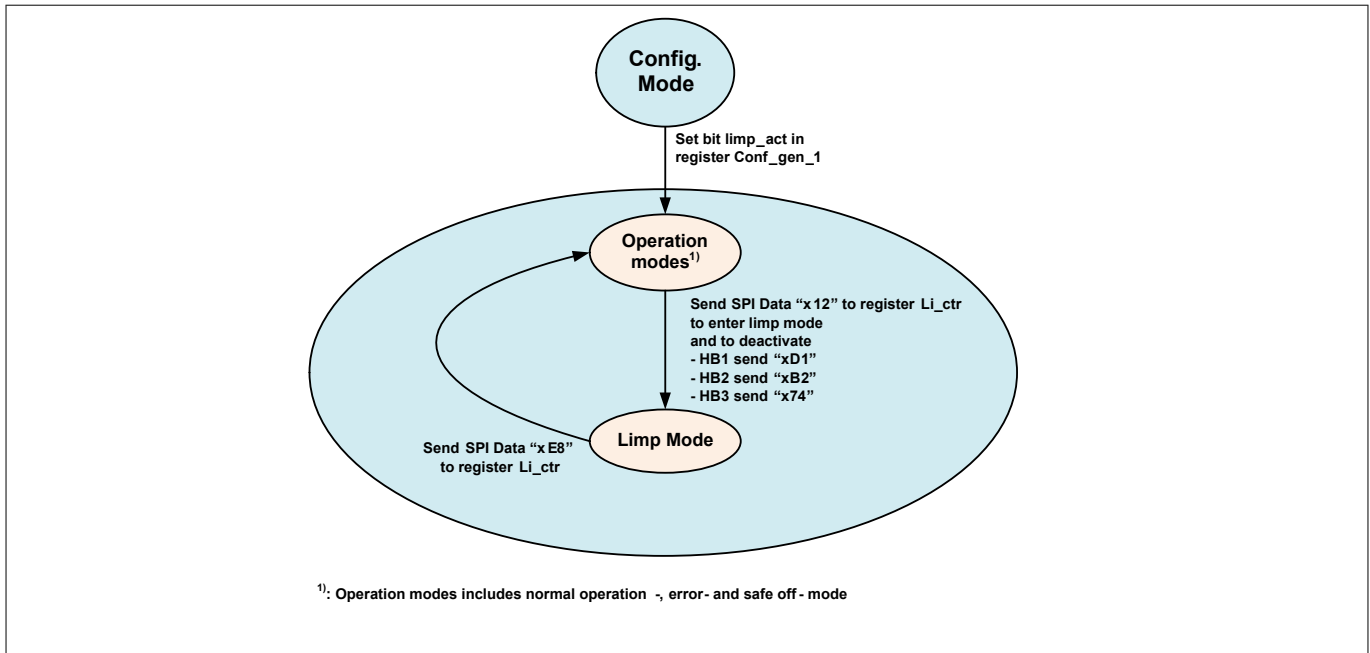 Config.
Mode
Set bit limp_act in
register Conf_gen_1
Operation
modes1)
Send SPI Data “x12” to register Li_ctr
to enter limp mode
and to deactivate
- HB1 send “xD1”
- HB2 send “xB2”
- HB3 send “x74”
Limp Mode
Send SPI Data “xE8”
to register Li_ctr
1): Operation modes includes normal operation -, error- and safe off - mode